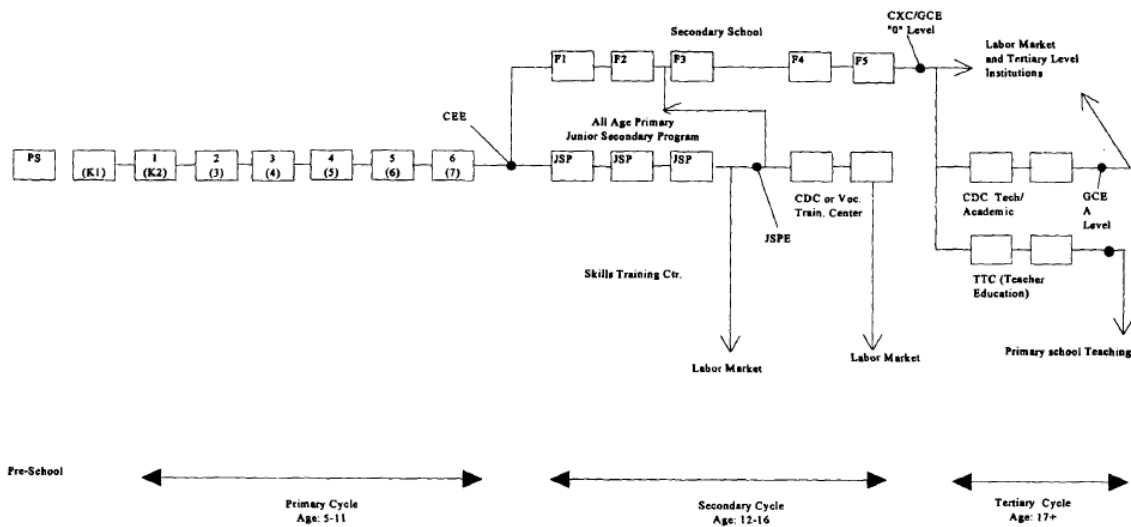 CXC/GCE
"0" Level
Secondary School
Labor Market
and Tertiary Level
Institutions
F1
F2
F3
F4
F5
CEE
All Age Primary
Junior Secondary Program
PS
(K1)
1
(K2)
2
(3)
3
(4)
4
(5)
5
(6)
6
(7)
JSP
JSP
JSP
CDC or Voc.
Train. Center
CDC Tech/
Academic
GCE
A
Level
JSPE
Skills Training Ctr.
TTC (Teacher
Education)
Labor Market
Labor Market
Primary school Teaching
Pre-School
Primary Cycle
Age: 5-11
Secondary Cycle
Age: 12-16
Tertiary Cycle
Age: 17+